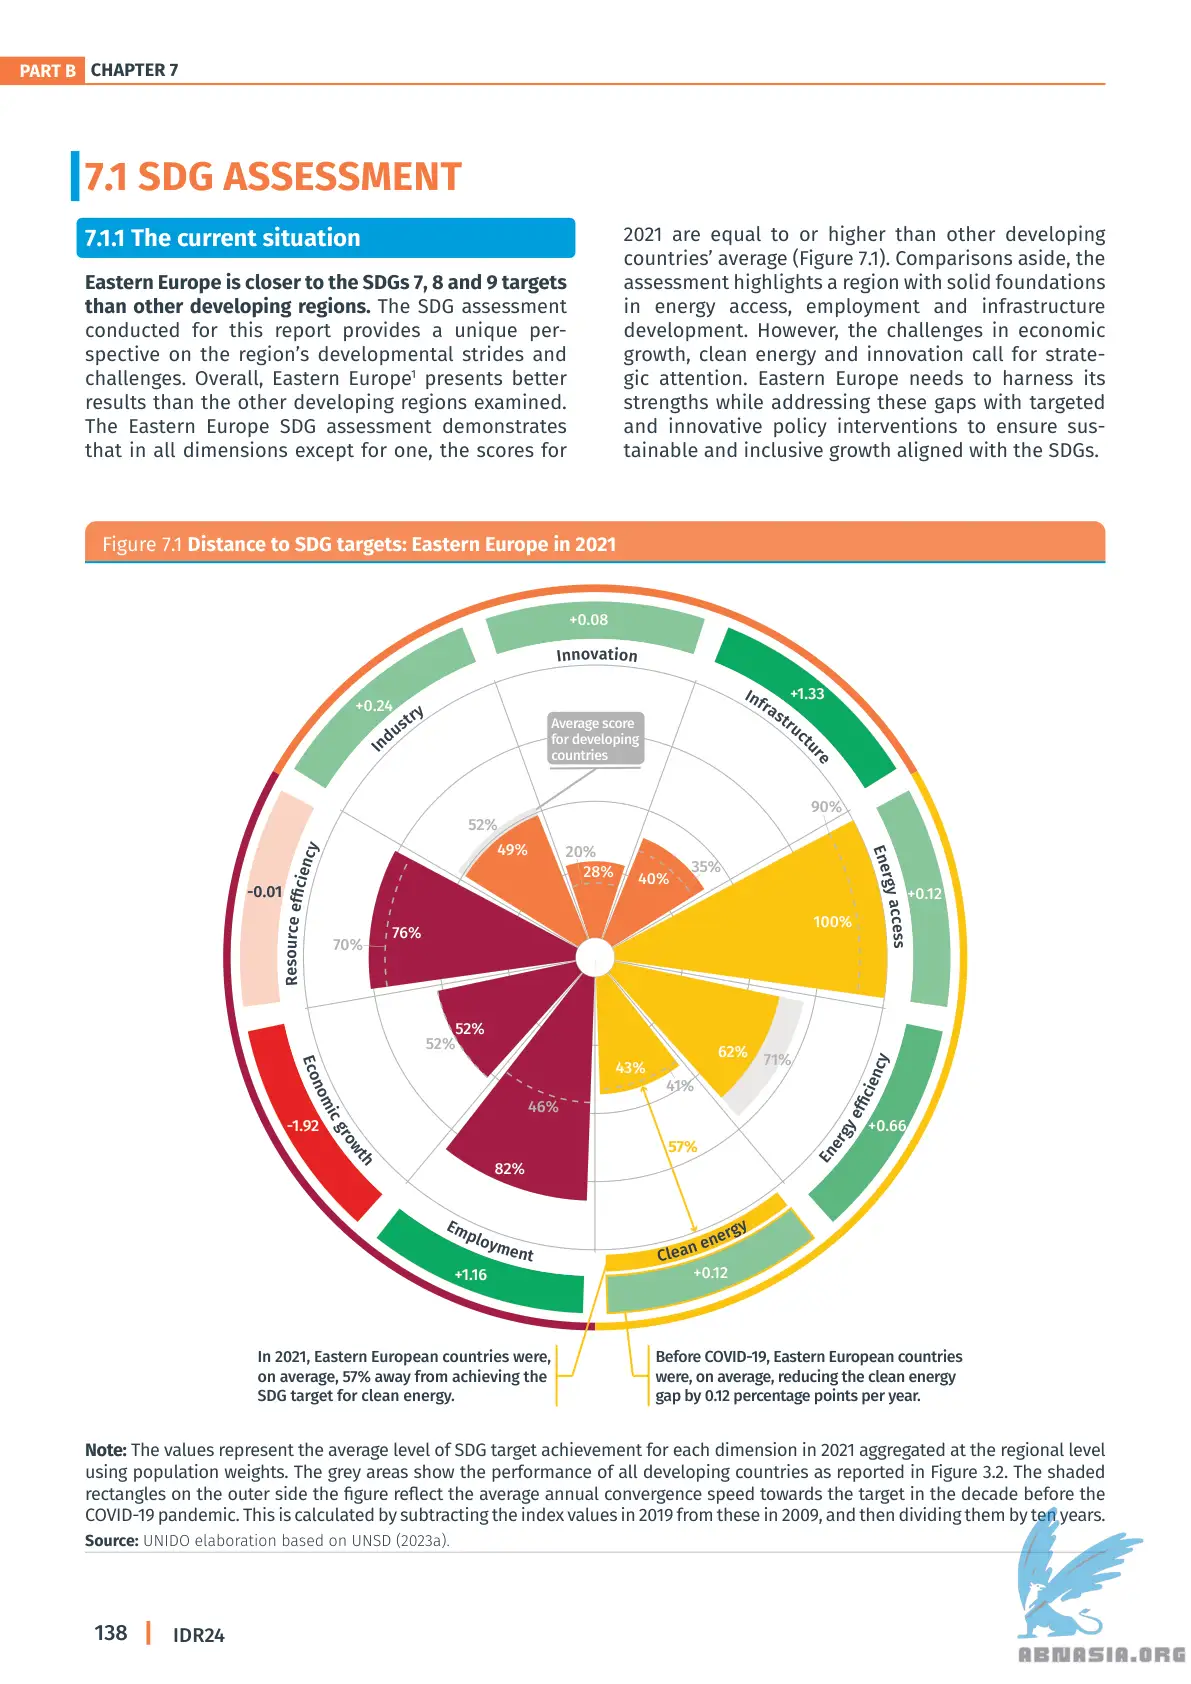 PART B CHAPTER 7
7.1 SDG ASSESSMENT
7.1.1 The current situation
Eastern Europe is closer to the SDGs 7, 8 and 9 targets
than other developing regions. The SDG assessment
conducted for this report provides a unique per-
spective on the region's developmental strides and
challenges. Overall, Eastern Europe¹ presents better
results than the other developing regions examined.
The Eastern Europe SDG assessment demonstrates
that in all dimensions except for one, the scores for
2021 are equal to or higher than other developing
countries' average (Figure 7.1). Comparisons aside, the
assessment highlights a region with solid foundations
in energy access, employment and infrastructure
development. However, the challenges in economic
growth, clean energy and innovation call for strate-
gic attention. Eastern Europe needs to harness its
strengths while addressing these gaps with targeted
and innovative policy interventions to ensure sus-
tainable and inclusive growth aligned with the SDGs.
Figure 7.1 Distance to SDG targets: Eastern Europe in 2021
+0.08
Innovation
+0.24
Industry
+1.33
Infrastructure
Average score
for developing
countries
90%
52%
49%
20%
28%
40%
35%
Energy access
+0.12
100%
-0.01
Resource efficiency
70%
76%
52%
52%
43%
41%
62%
71%
Energy efficiency
+0.66
Economic growth
-1.92
46%
82%
57%
Employment
+1.16
Clean energy
+0.12
In 2021, Eastern European countries were,
on average, 57% away from achieving the
SDG target for clean energy.
Before COVID-19, Eastern European countries
were, on average, reducing the clean energy
gap by 0.12 percentage points per year.
Note: The values represent the average level of SDG target achievement for each dimension in 2021 aggregated at the regional level
using population weights. The grey areas show the performance of all developing countries as reported in Figure 3.2. The shaded
rectangles on the outer side the figure reflect the average annual convergence speed towards the target in the decade before the
COVID-19 pandemic. This is calculated by subtracting the index values in 2019 from these in 2009, and then dividing them by ten years.
Source: UNIDO elaboration based on UNSD (2023a).
138 IDR24
ABNASIA.ORG